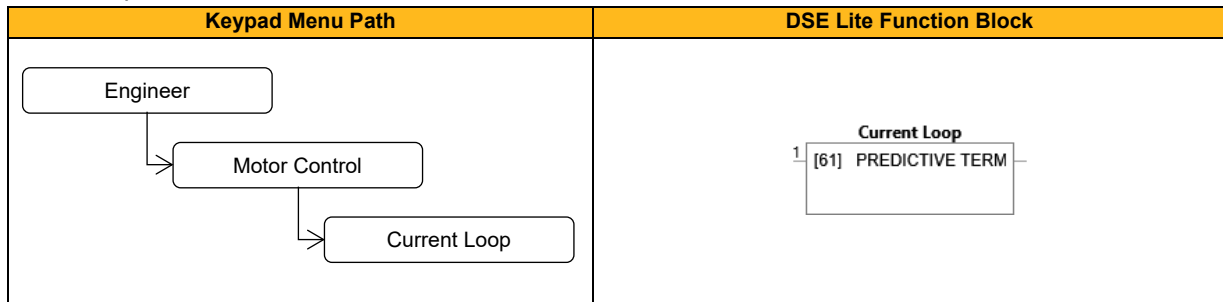 Keypad Menu Path
DSE Lite Function Block
Engineer
Motor Control
Current Loop
Current Loop
1
[61] PREDICTIVE TERM